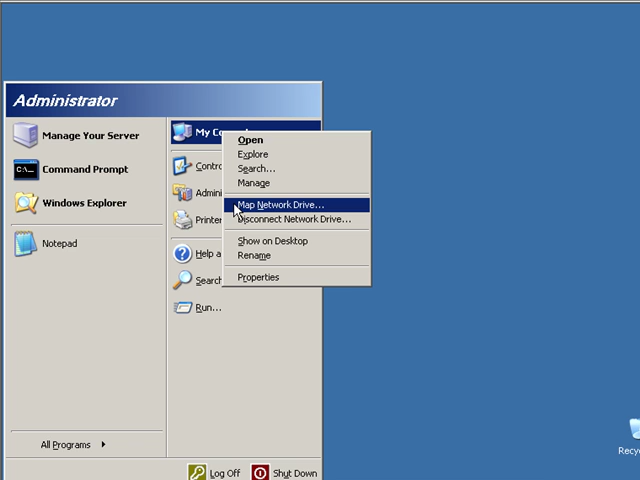 Administrator
Manage Your Server
Command Prompt
Windows Explorer
Notepad
All Programs
My Co
Contro
Admini
Printer
Help a
Search
Run...
Open
Explore
Search...
Manage
Map Network Drive...
Disconnect Network Drive...
Show on Desktop
Rename
Properties
Log Off
Shut Down
Recy